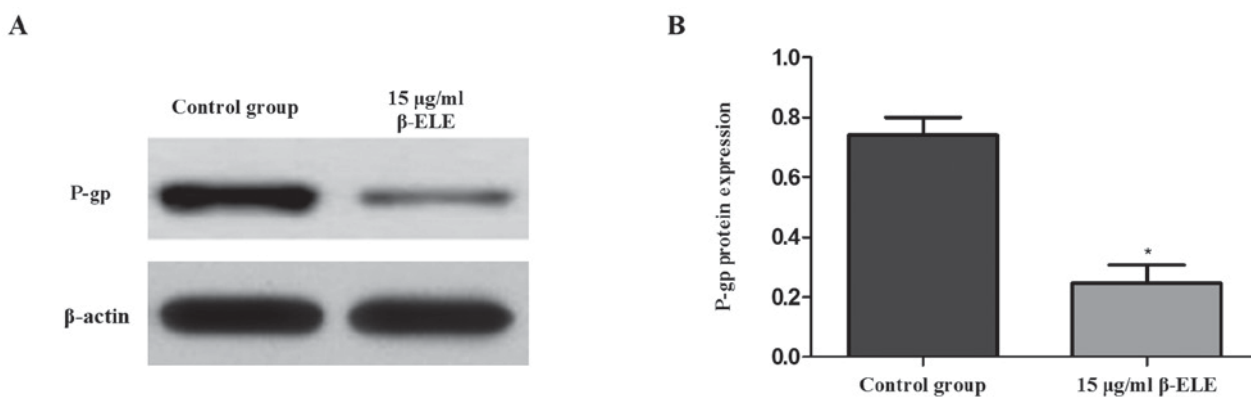 A
Control group
15 μg/ml
β-ELE
P-gp
β-actin
B
P-gp protein expression
1.0
0.8
0.6
0.4
0.2
0.0
*
Control group
15 μg/ml β-ELE